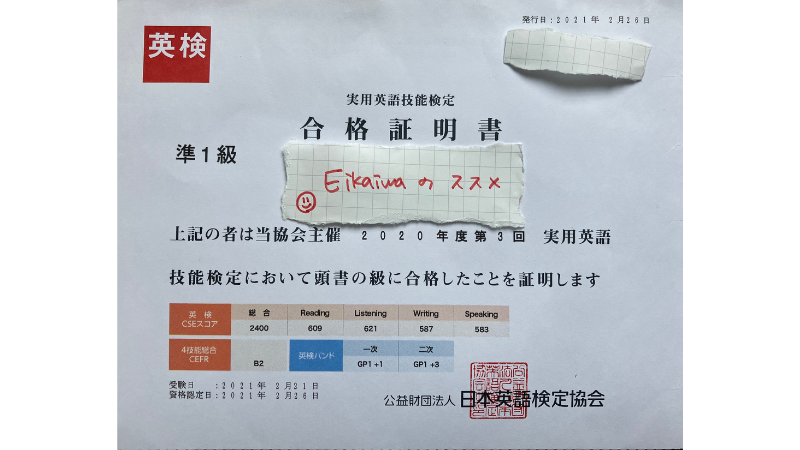 発行日：2021年 2月26日
英検
実用英語技能検定
合格証明書
準1級
Eikaiwaのススメ
上記の者は当協会主催 2020年度第3回 実用英語
技能検定において頭書の級に合格したことを証明します
英検 CSEスコア 総合 Reading Listening Writing Speaking
2400 609 621 587 583
4技能総合 CEFR B2 英検バンド 一次 二次
GP1 +1 GP1 +3
受験日 ：2021年 2月21日
資格認定日：2021年 2月26日
公益財団法人 日本英語検定協会